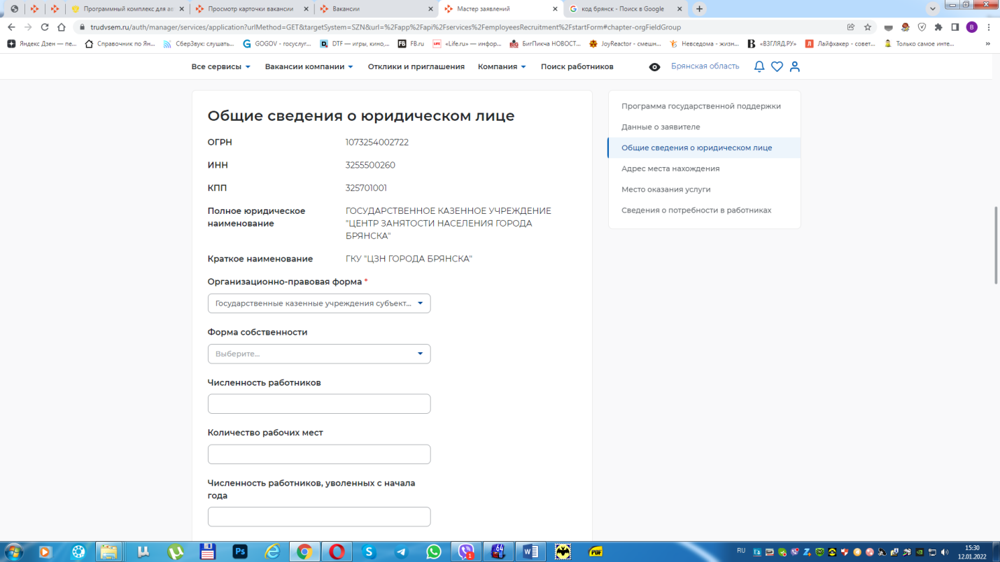 Программный комплекс для ав
Просмотр карточки вакансии
Вакансии
Мастер заявлений
код брянск - Поиск в Google
trudvsem.ru/auth/manager/services/application?urlMethod=GET&targetSystem=SZN&url=%2Fapp%2Fapi%2Fservices%2FemployeesRecruitment%2FstartForm#chapter-orgFieldGroup
B
Яндекс Дзен — пе...
Справочник по Ян...
СберЗвук: слушать...
GOGOV - госуслуг...
DTF — игры, кино,...
FB.ru
«Life.ru» — инфор...
БигПикча НОВОСТ...
JoyReactor - смешн...
Невседома - жизн...
«ВЗГЛЯД.РУ»
Лайфхакер - совет...
Только самое инте...
»
Все сервисы
Вакансии компании
Отклики и приглашения
Компания
Поиск работников
Брянская область
Общие сведения о юридическом лице
ОГРН 1073254002722
ИНН 3255500260
КПП 325701001
Полное юридическое наименование
ГОСУДАРСТВЕННОЕ КАЗЕННОЕ УЧРЕЖДЕНИЕ
"ЦЕНТР ЗАНЯТОСТИ НАСЕЛЕНИЯ ГОРОДА
БРЯНСКА"
Краткое наименование ГКУ "ЦЗН ГОРОДА БРЯНСКА"
Организационно-правовая форма *
Государственные казенные учреждения субъект...
Форма собственности
Выберите...
Численность работников
Количество рабочих мест
Численность работников, уволенных с начала
года
Программа государственной поддержки
Данные о заявителе
Общие сведения о юридическом лице
Адрес места нахождения
Место оказания услуги
Сведения о потребности в работниках
RU
15:30
12.01.2022